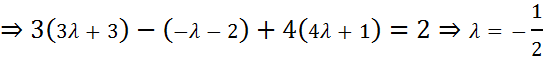 ⇒ 3(3λ + 3) − (−λ − 2) + 4(4λ + 1) = 2 ⇒ λ = −1/2